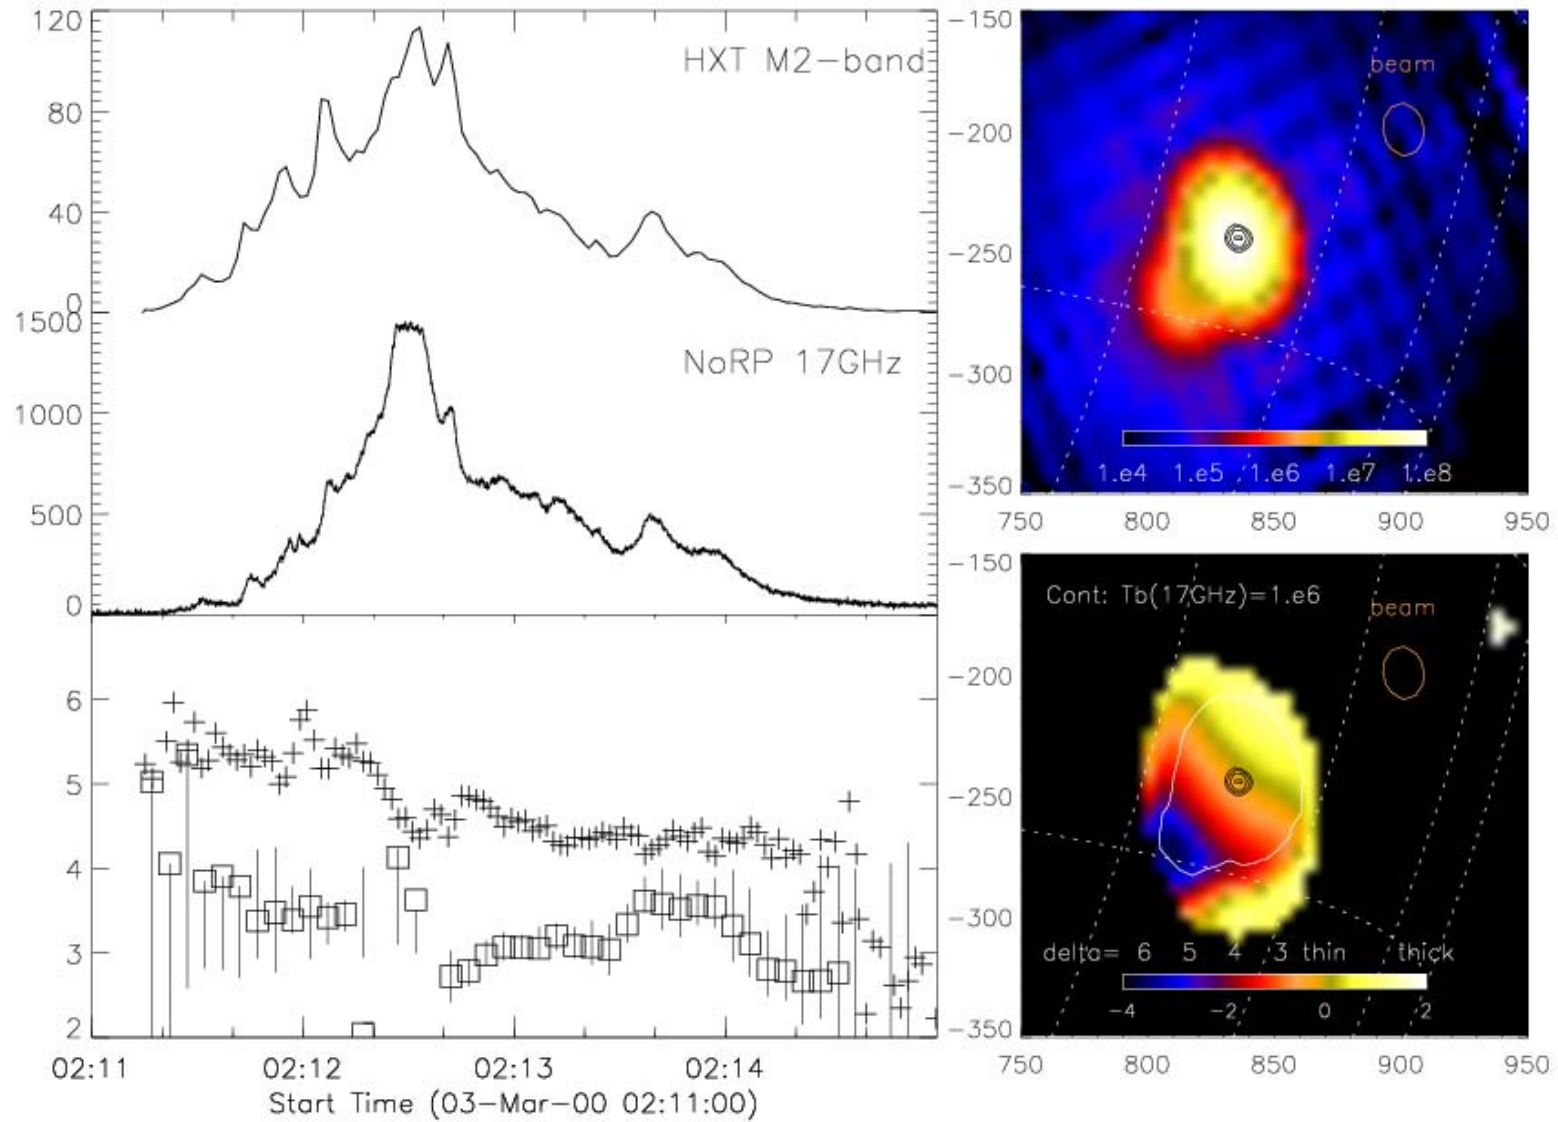 120
HXT M2-band
80
40
0
1500
NoRP 17GHz
1000
500
0
6
5
4
3
2
02:11 02:12 02:13 02:14
Start Time (03-Mar-00 02:11:00)
-150
beam
-200
-250
-300
1.e4 1.e5 1.e6 1.e7 1.e8
-350
750 800 850 900 950
-150
Cont: Tb(17GHz)=1.e6
beam
-200
-250
-300
delta= 6 5 4 3 thin thick
-4 -2 0 2
-350
750 800 850 900 950